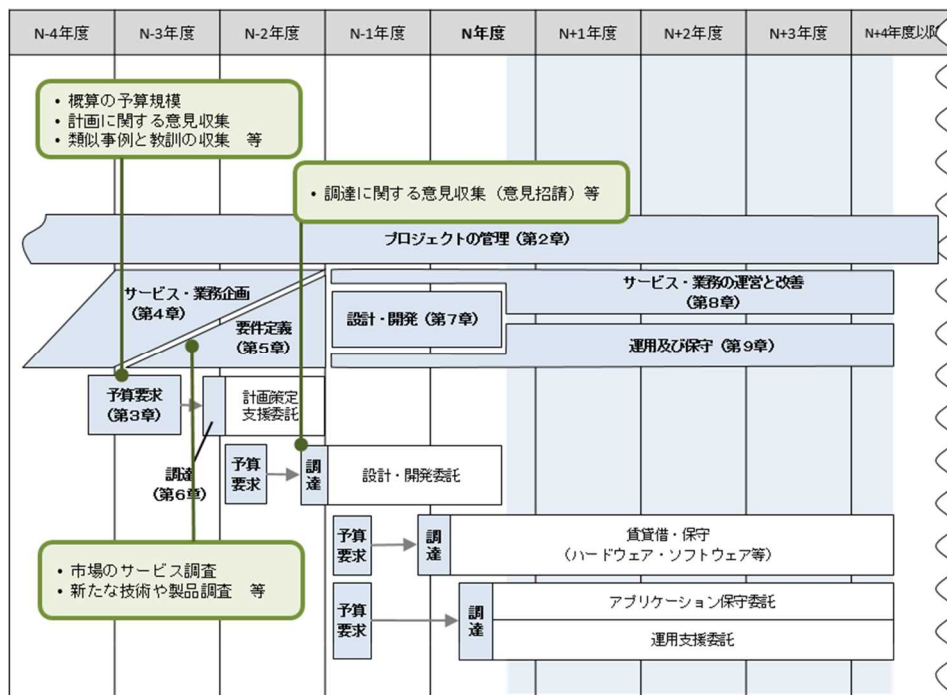 N-4年度
N-3年度
N-2年度
N-1年度
N年度
N+1年度
N+2年度
N+3年度
N+4年度以降
• 概算の予算規模
• 計画に関する意見収集
• 類似事例と教訓の収集　等
• 調達に関する意見収集（意見招請）等
プロジェクトの管理（第２章）
サービス・業務企画
（第４章）
要件定義
（第５章）
設計・開発（第７章）
サービス・業務の運営と改善
（第８章）
運用及び保守（第９章）
予算要求
（第３章）
計画策定
支援委託
調達
（第６章）
予算
要求
調
達
設計・開発委託
• 市場のサービス調査
• 新たな技術や製品調査　等
予算
要求
調
達
賃貸借・保守
（ハードウェア・ソフトウェア等）
予算
要求
調
達
アプリケーション保守委託
運用支援委託